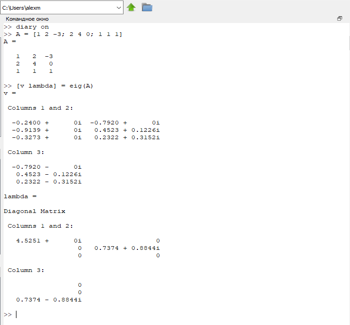 C:\Users\alexm
Командное окно
>> diary on
>> A = [1 2 -3; 2 4 0; 1 1 1]
A =
1 2 -3
2 4 0
1 1 1
>> [v lambda] = eig(A)
v =
Columns 1 and 2:
-0.2400 + 0i -0.7920 + 0i
-0.9139 + 0i 0.4523 + 0.1226i
-0.3273 + 0i 0.2322 + 0.3152i
Column 3:
-0.7920 - 0i
0.4523 - 0.1226i
0.2322 - 0.3152i
lambda =
Diagonal Matrix
Columns 1 and 2:
4.5251 + 0i 0
0 0.7374 + 0.8844i
0 0
Column 3:
0
0
0.7374 - 0.8844i
>>